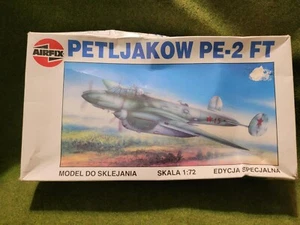 AIRFIX
PETLJAKOW PE-2 FT
MODEL DO SKLEJANIA SKALA 1:72 EDYCJA SPECJALNA